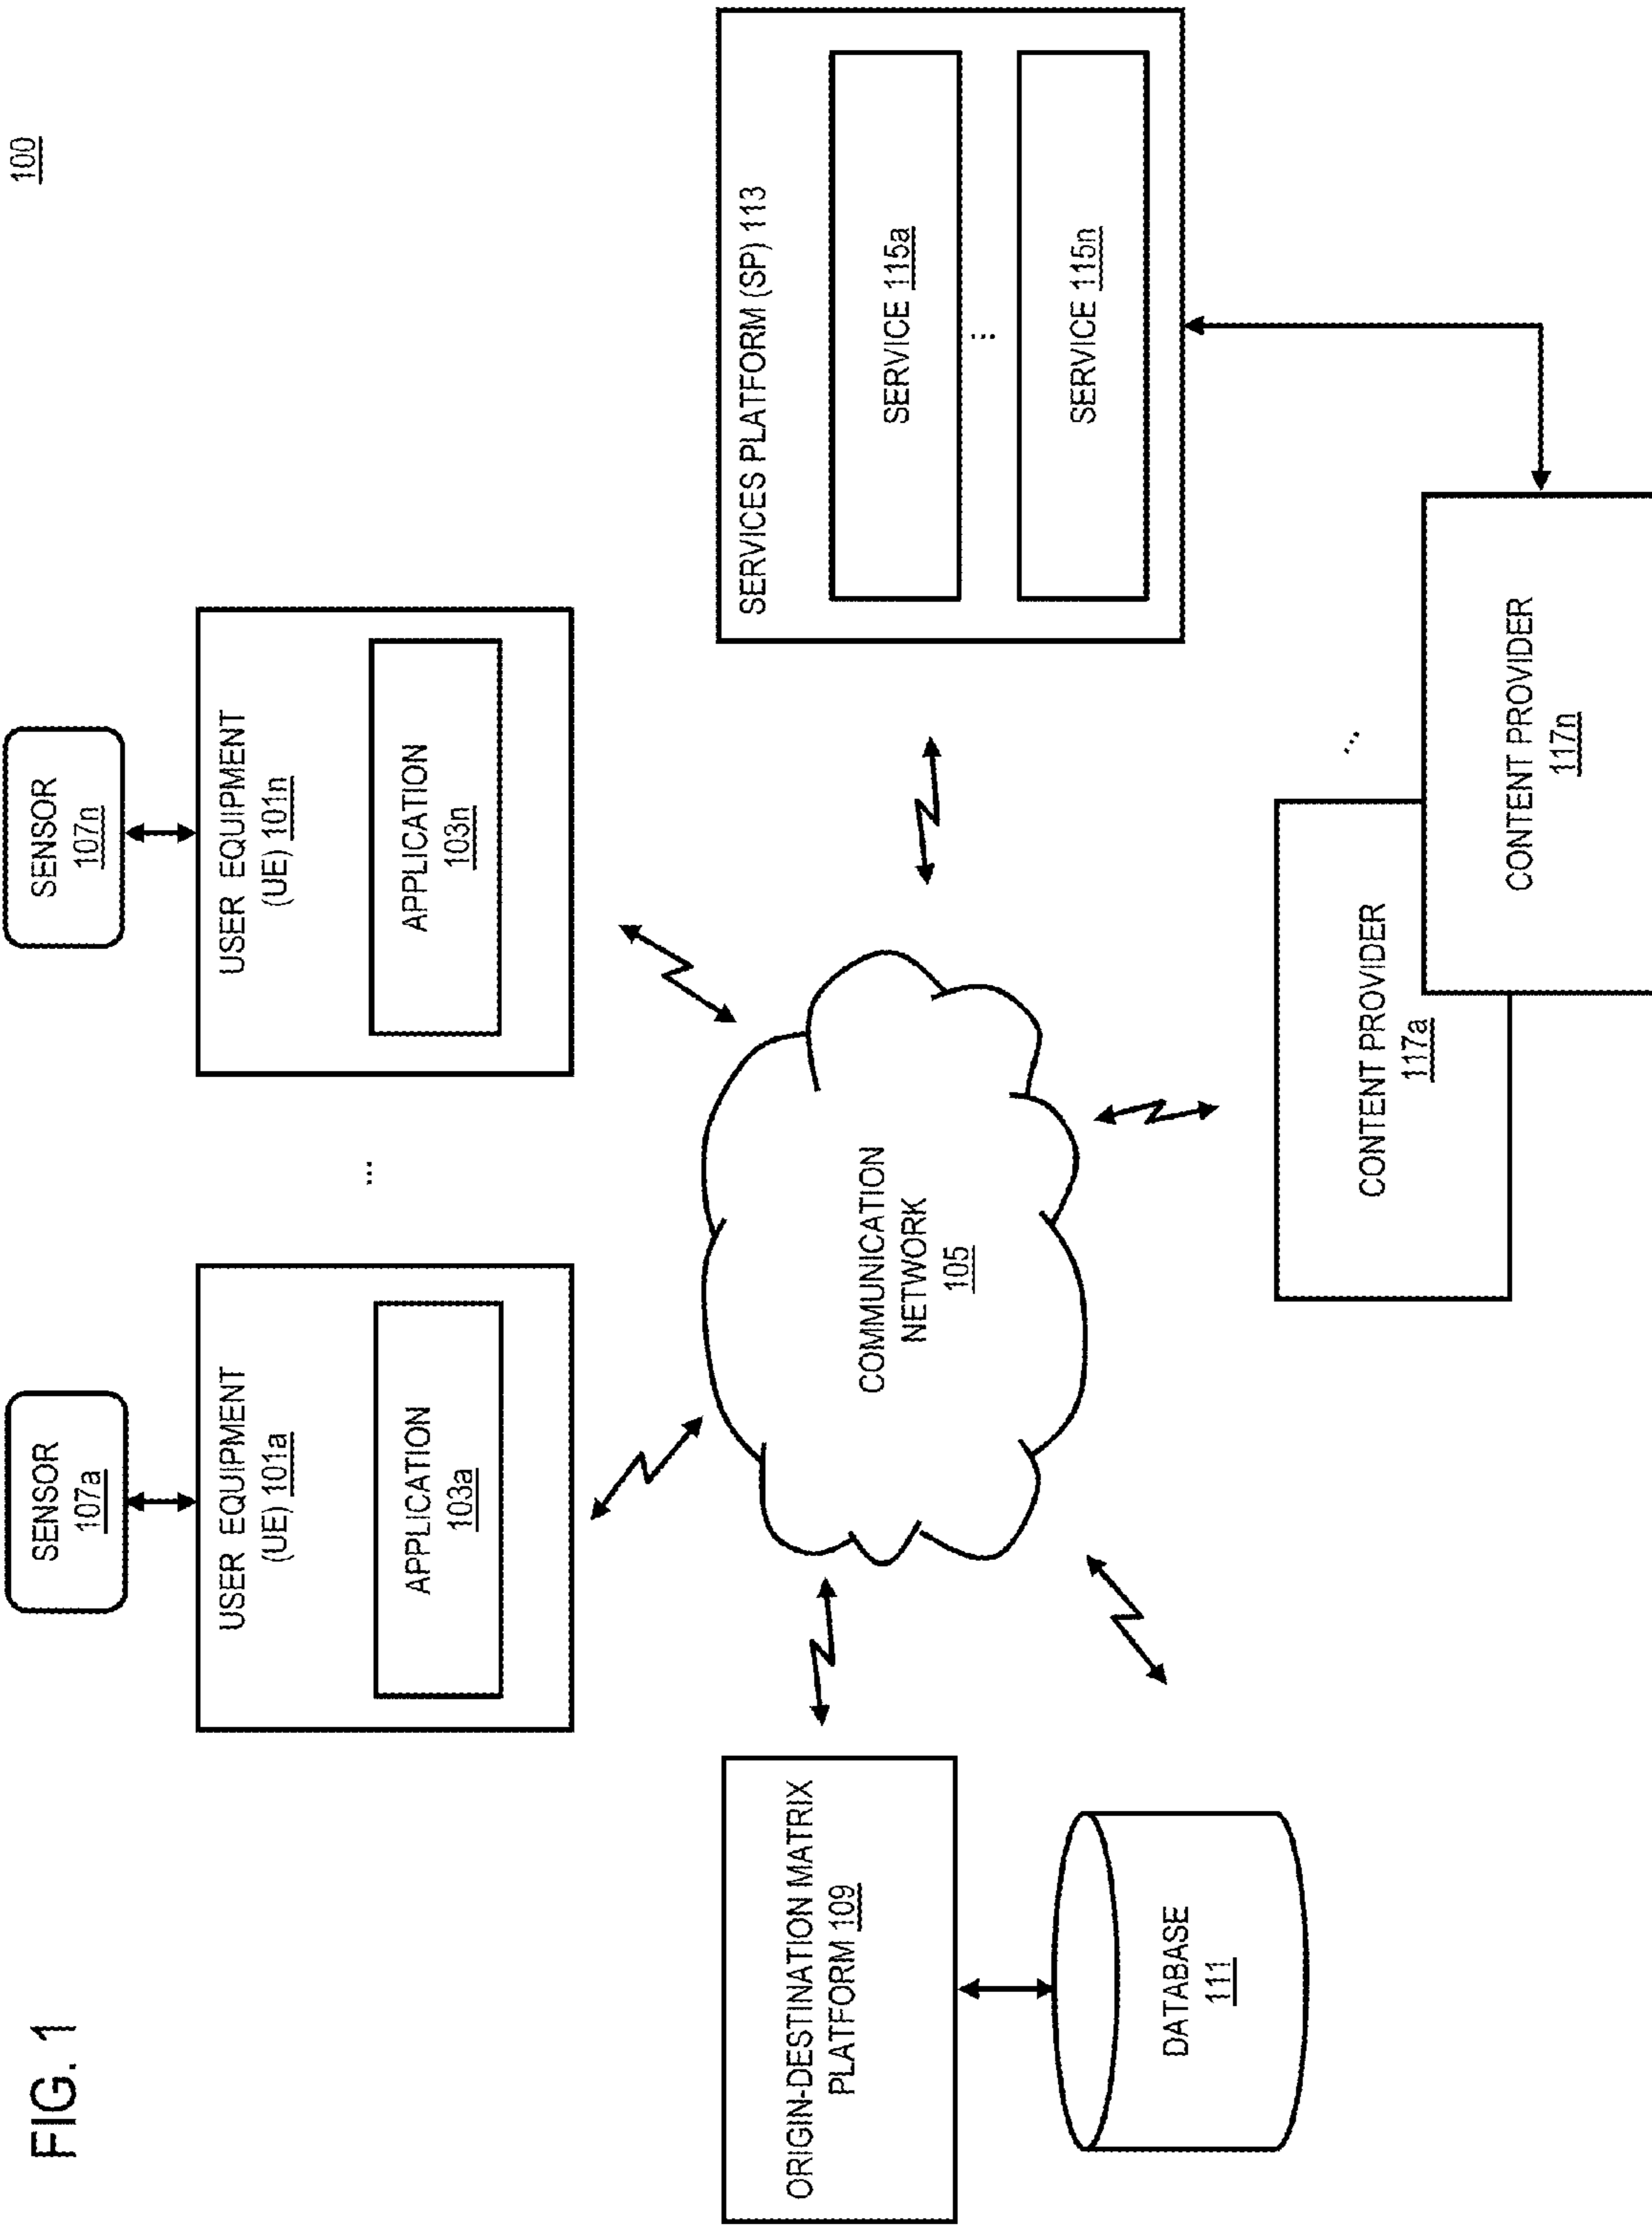 FIG. 1
100
SENSOR
107a
SENSOR
107n
USER EQUIPMENT
(UE) 101a
APPLICATION
103a
...
USER EQUIPMENT
(UE) 101n
APPLICATION
103n
ORIGIN-DESTINATION MATRIX
PLATFORM 109
DATABASE
111
COMMUNICATION
NETWORK
105
SERVICES PLATFORM (SP) 113
SERVICE 115a
...
SERVICE 115n
CONTENT PROVIDER
117a
...
CONTENT PROVIDER
117n